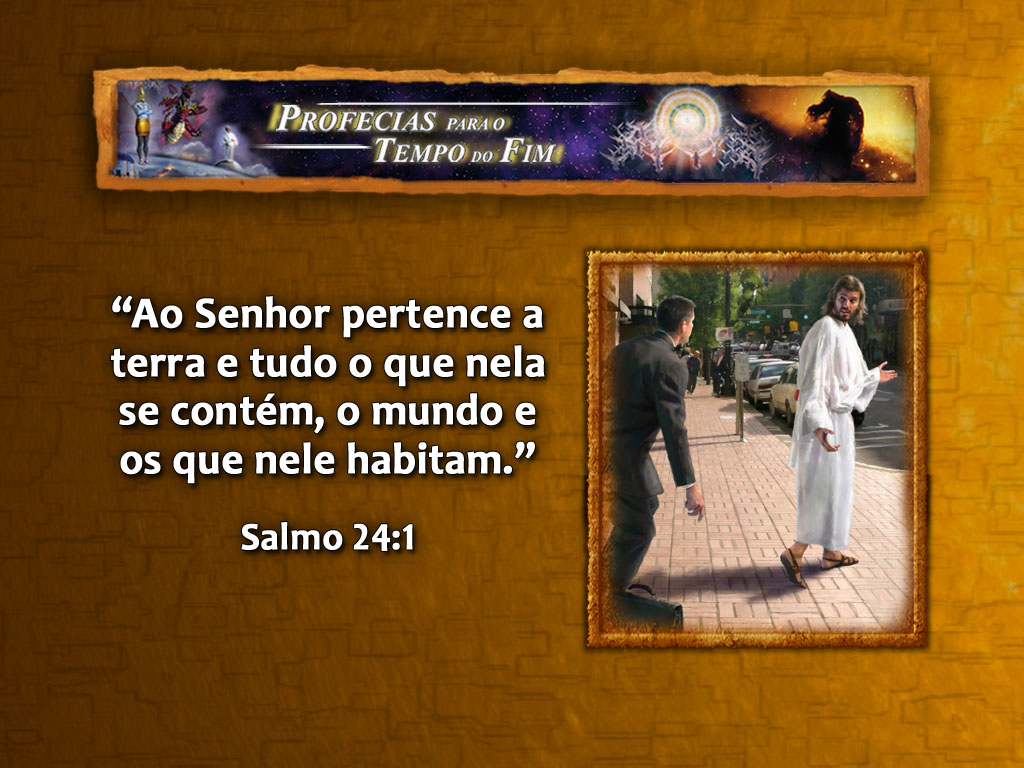 PROFECIAS PARA O
TEMPO DO FIM
“Ao Senhor pertence a
terra e tudo o que nela
se contém, o mundo e
os que nele habitam.”
Salmo 24:1